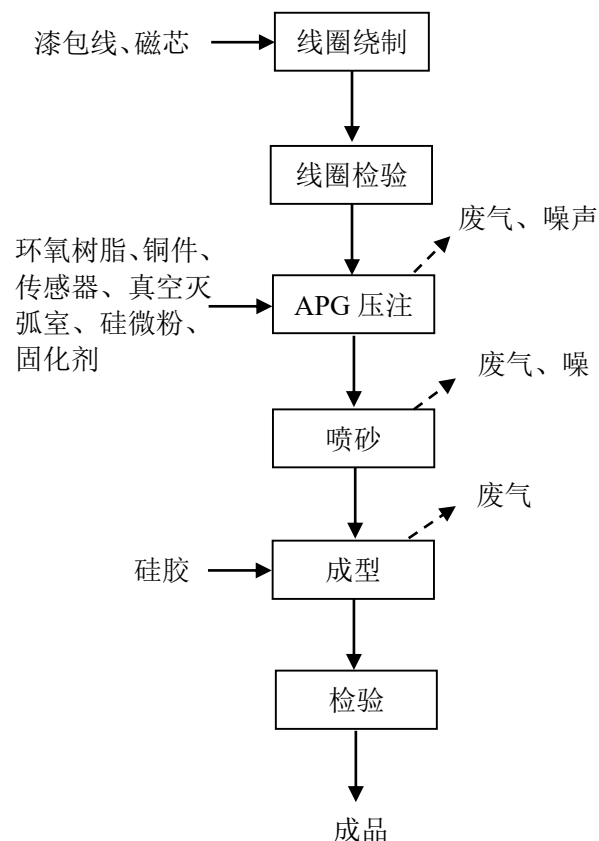 漆包线、磁芯
线圈绕制
线圈检验
废气、噪声
环氧树脂、铜件、
传感器、真空灭
弧室、硅微粉、
固化剂
APG 压注
废气、噪
喷砂
废气
硅胶
成型
检验
成品